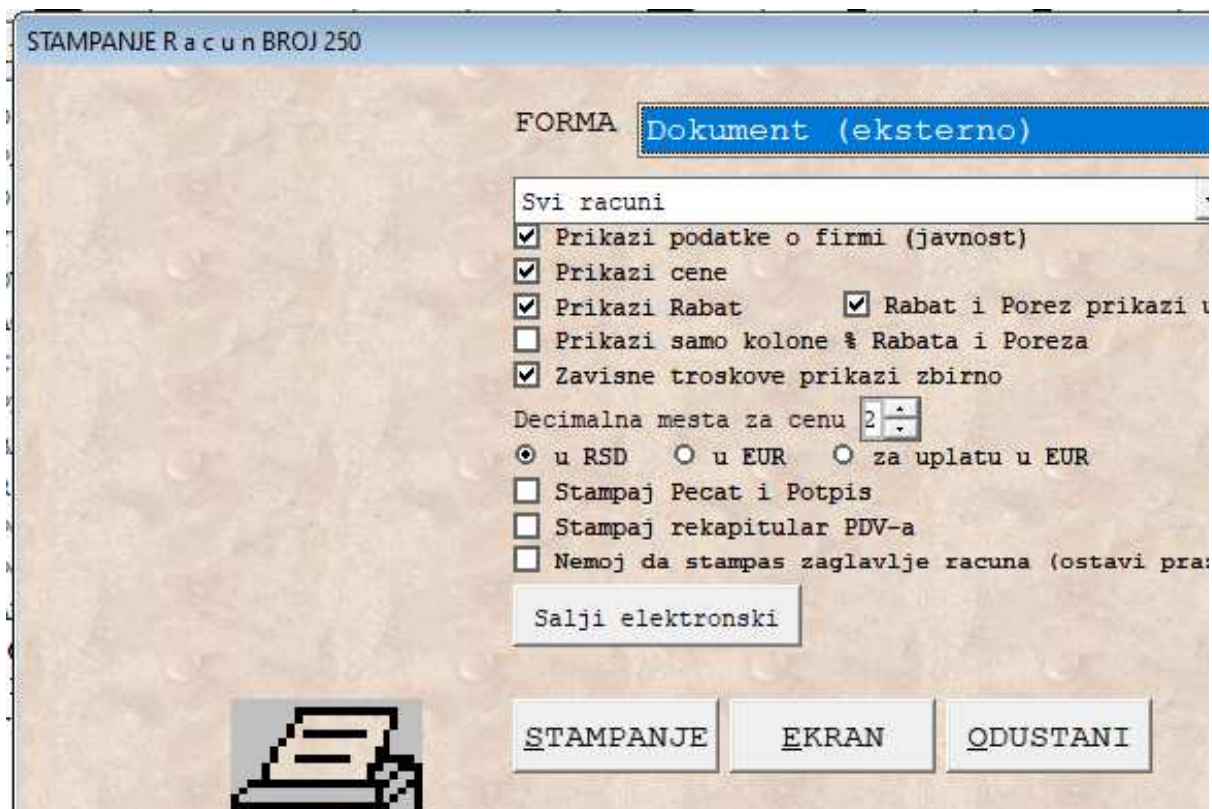 STAMPANJE R a c u n BROJ 250
FORMA Dokument (eksterno)
Svi racuni
Prikazi podatke o firmi (javnost)
Prikazi cene
Prikazi Rabat Rabat i Porez prikazi u
Prikazi samo kolone % Rabata i Poreza
Zavisne troskove prikazi zbirno
Decimalna mesta za cenu 2
u RSD u EUR za uplatu u EUR
Stampaj Pecat i Potpis
Stampaj rekapitular PDV-a
Nemoj da stampas zaglavlje racuna (ostavi
Salji elektronski
STAMPANJE EKRAN ODUSTANI